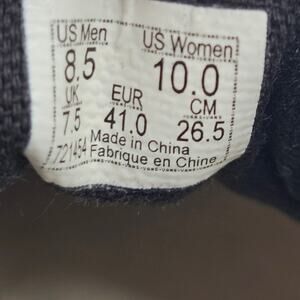 US Men US Women
8.5 10.0
UK EUR CM
7.5 41.0 26.5
721454 Made in China
Fabrique en Chine